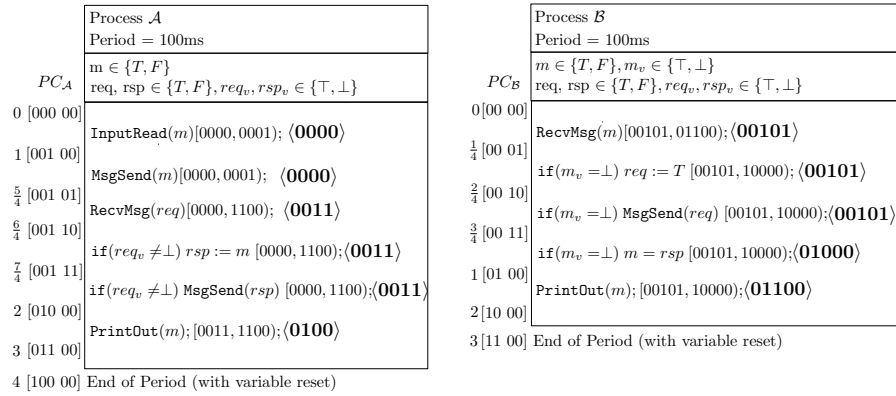 Process 𝒜
Period = 100ms
m ∈ {T, F}
req, rsp ∈ {T, F}, req_v, rsp_v ∈ {⊤, ⊥}
PC_𝒜
0 [000 00]
InputRead(m)[0000, 0001); ⟨0000⟩
1 [001 00]
MsgSend(m)[0000, 0001); ⟨0000⟩
5/4 [001 01]
RecvMsg(req)[0000, 1100); ⟨0011⟩
6/4 [001 10]
if(req_v ≠⊥) rsp := m [0000, 1100);⟨0011⟩
7/4 [001 11]
if(req_v ≠⊥) MsgSend(rsp) [0000, 1100);⟨0011⟩
2 [010 00]
PrintOut(m); [0011, 1100);⟨0100⟩
3 [011 00]
4 [100 00] End of Period (with variable reset)
Process ℬ
Period = 100ms
m ∈ {T, F}, m_v ∈ {⊤, ⊥}
req, rsp ∈ {T, F}, req_v, rsp_v ∈ {⊤, ⊥}
PC_ℬ
0[00 00]
RecvMsg(m)[00101, 01100); ⟨00101⟩
1/4 [00 01]
if(m_v =⊥) req := T [00101, 10000);⟨00101⟩
2/4 [00 10]
if(m_v =⊥) MsgSend(req) [00101, 10000);⟨00101⟩
3/4 [00 11]
if(m_v =⊥) m = rsp [00101, 10000);⟨01000⟩
1 [01 00]
PrintOut(m); [00101, 10000);⟨01100⟩
2 [10 00]
3 [11 00] End of Period (with variable reset)